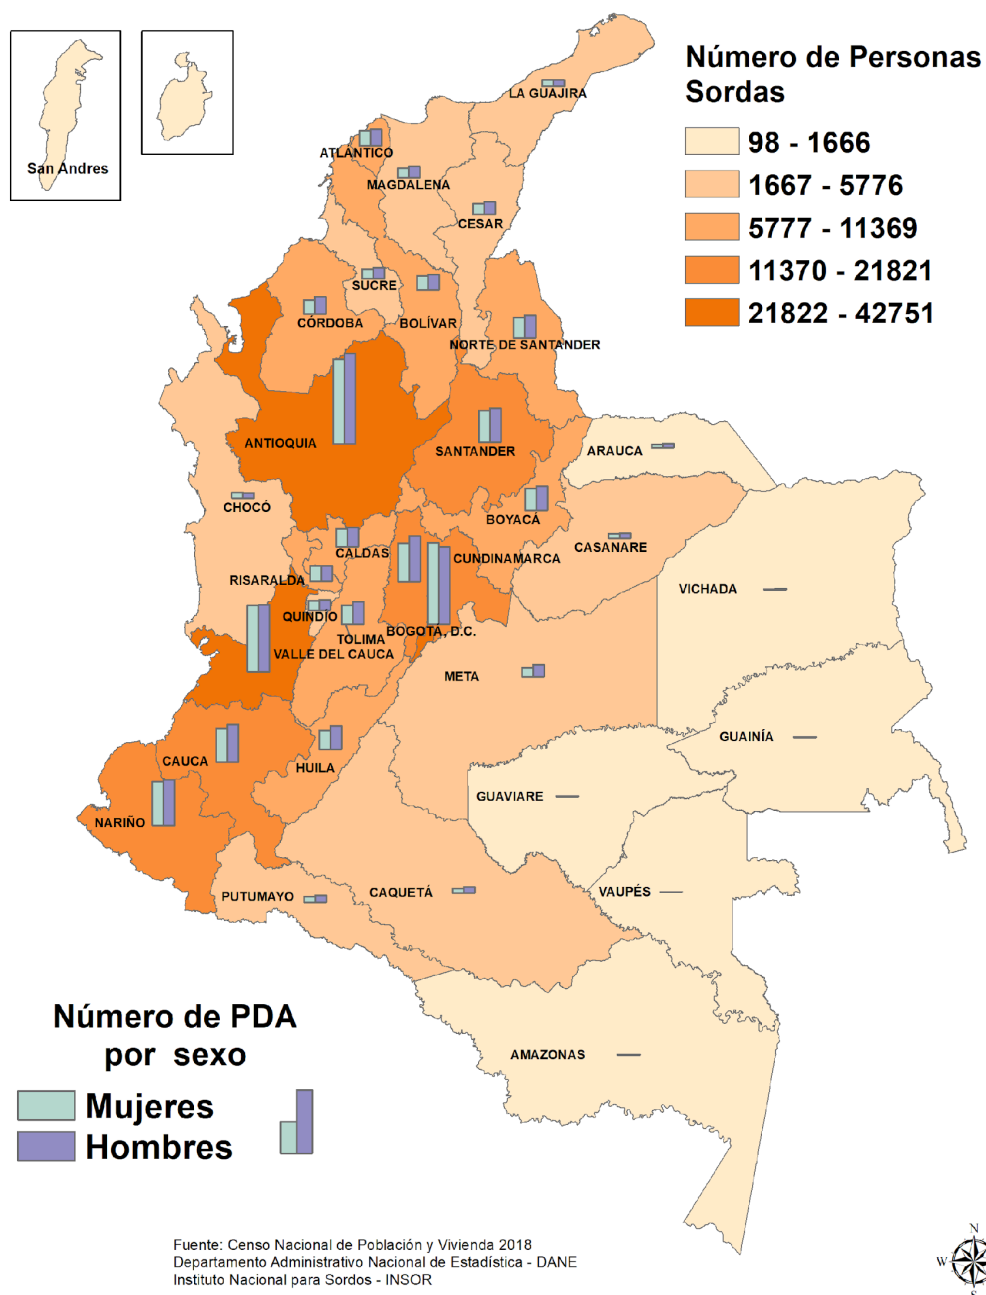 San Andres
Número de Personas
Sordas
98 - 1666
1667 - 5776
5777 - 11369
11370 - 21821
21822 - 42751
LA GUAJIRA
ATLANTICO
MAGDALENA
CESAR
SUCRE
CÓRDOBA
BOLÍVAR
NORTE DE SANTANDER
ANTIOQUIA
SANTANDER
ARAUCA
CHOCÓ
BOYACÁ
CALDAS
CUNDINAMARCA
CASANARE
RISARALDA
VICHADA
QUINDÍO
TOLIMA
BOGOTÁ, D.C.
VALLE DEL CAUCA
META
GUAINÍA
CAUCA
HUILA
GUAVIARE
NARIÑO
PUTUMAYO
CAQUETÁ
VAUPÉS
AMAZONAS
Número de PDA
por sexo
Mujeres
Hombres
Fuente: Censo Nacional de Población y Vivienda 2018
Departamento Administrativo Nacional de Estadística - DANE
Instituto Nacional para Sordos - INSOR
N
W
S